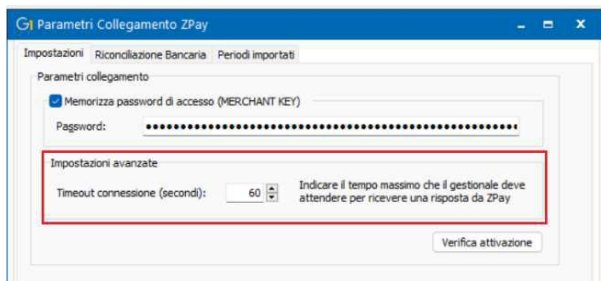 G1 Parametri Collegamento ZPay
Impostazioni Riconciliazione Bancaria Periodi importati
Parametri collegamento
Memorizza password di accesso (MERCHANT KEY)
Password:
Impostazioni avanzate
Timeout connessione (secondi): 60 Indicare il tempo massimo che il gestionale deve
attendere per ricevere una risposta da ZPay
Verifica attivazione